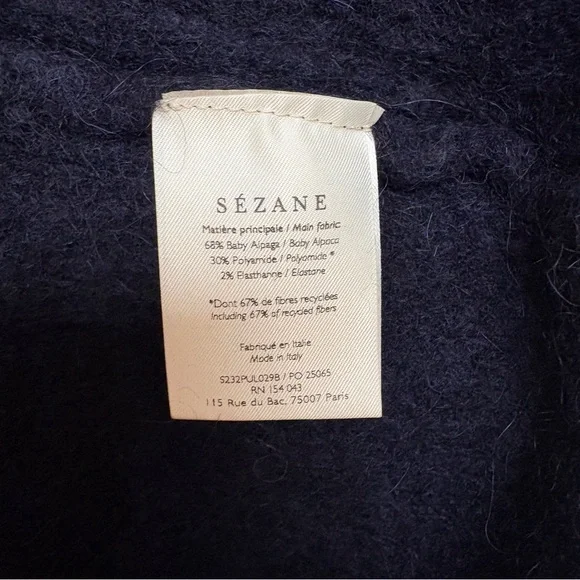 SÉZANE
Matière principale / Main fabric
68% Baby Alpaga / Baby Alpaca
30% Polyamide / Polyamide *
2% Elasthanne / Elastane
*Dont 67% de fibres recyclées
Including 67% of recycled fibers
Fabriqué en Italie
Made in Italy
S232PUL029B / PO 25065
RN 154 043
115 Rue du Bac, 75007 Paris